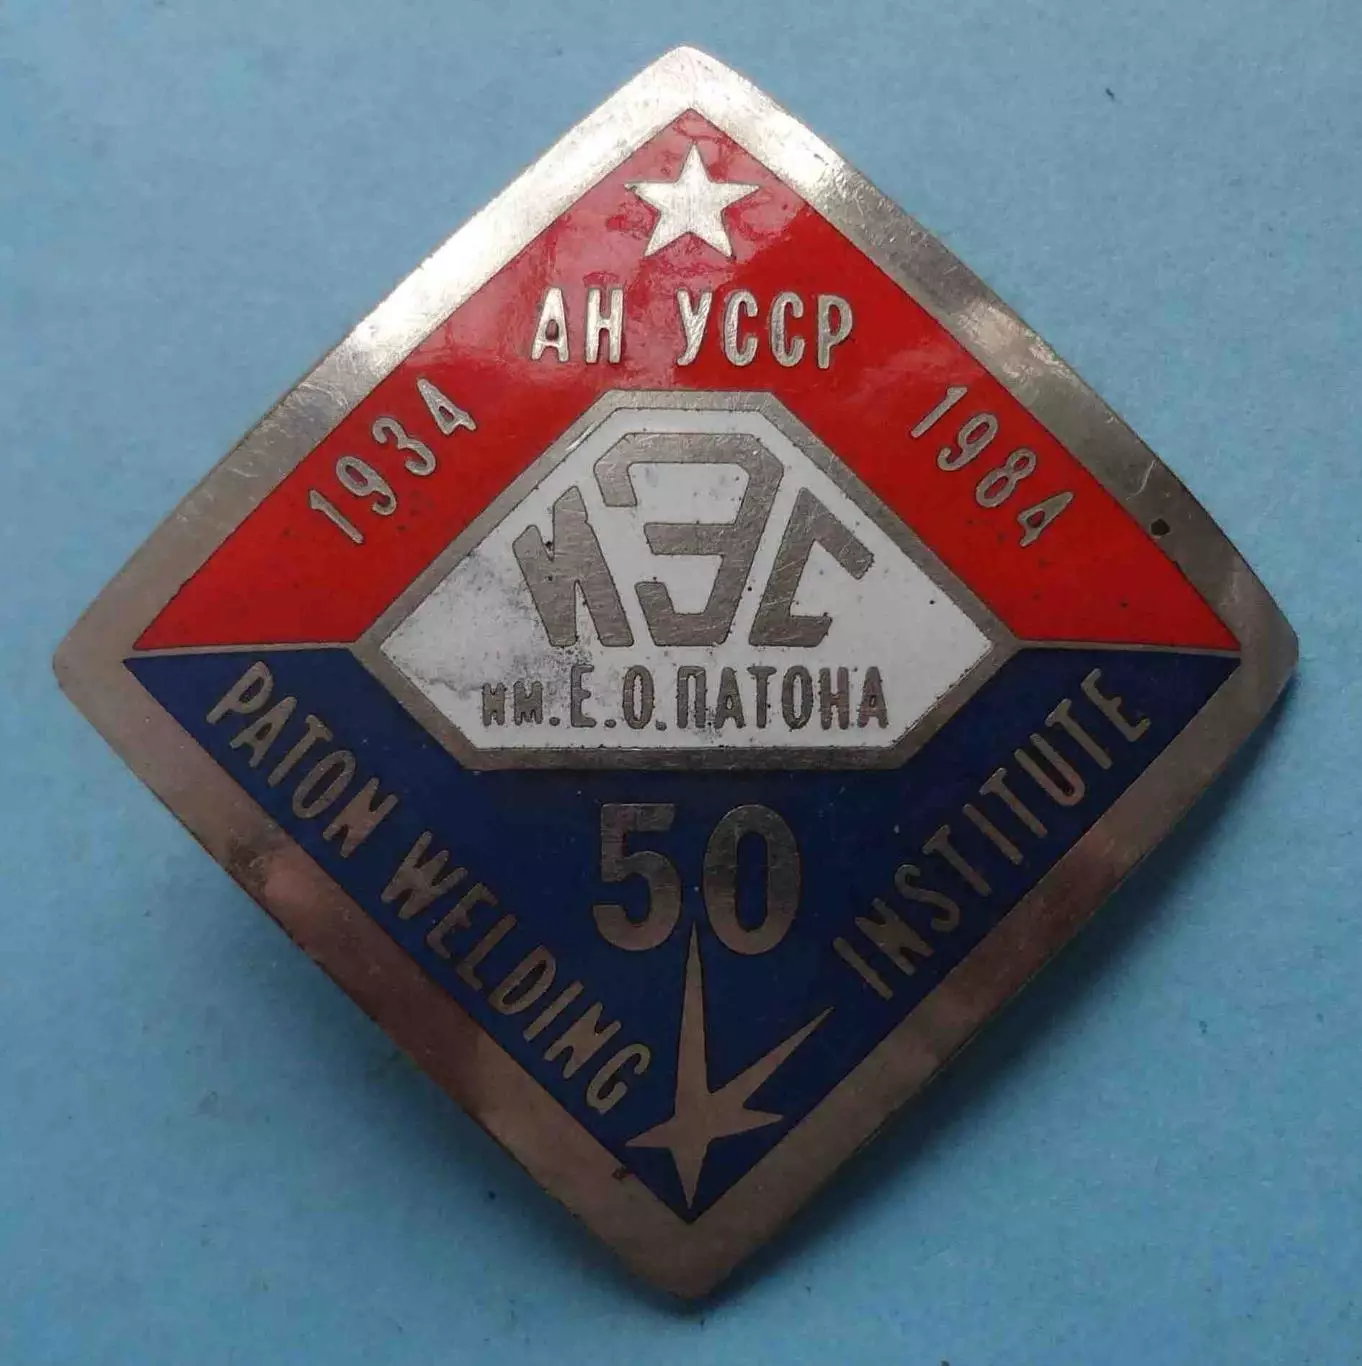 АН УССР
1934
1984
ИЭС
им. Е. О. ПАТОНА
50
PATON WELDING
INSTITUTE